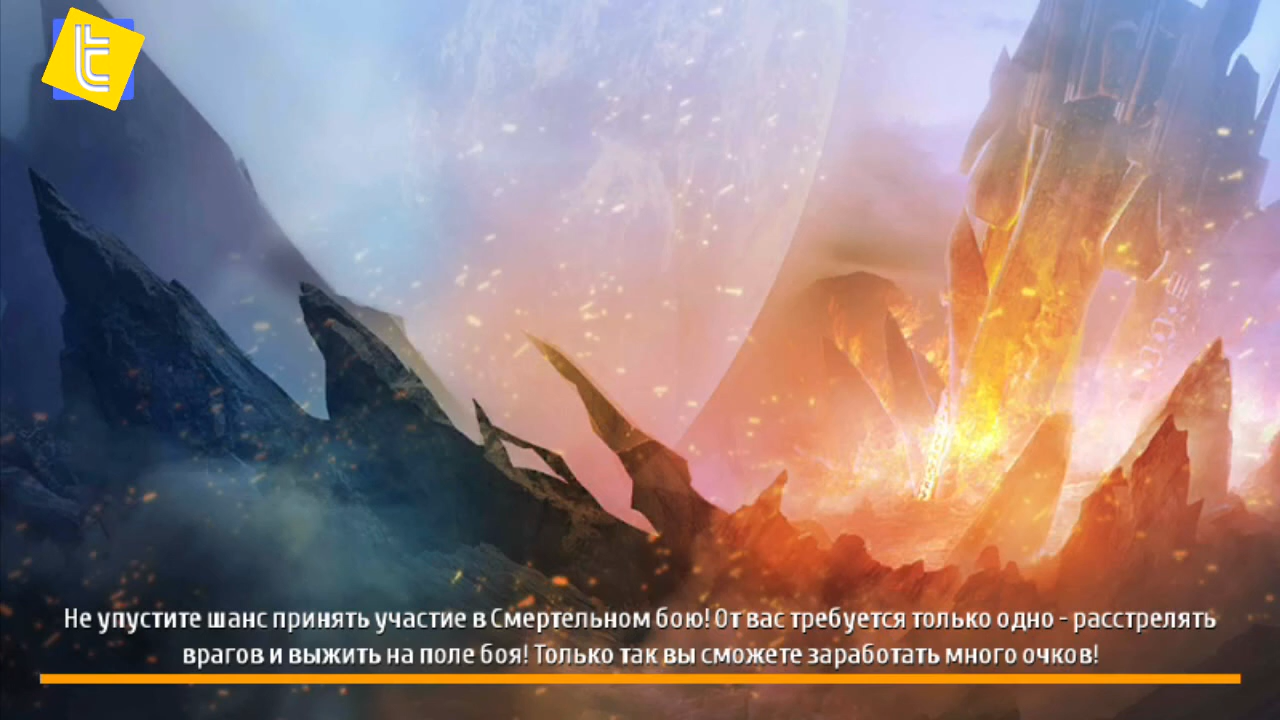 t
Не упустите шанс принять участие в Смертельном бою! От вас требуется только одно - расстрелять
врагов и выжить на поле боя! Только так вы сможете заработать много очков!